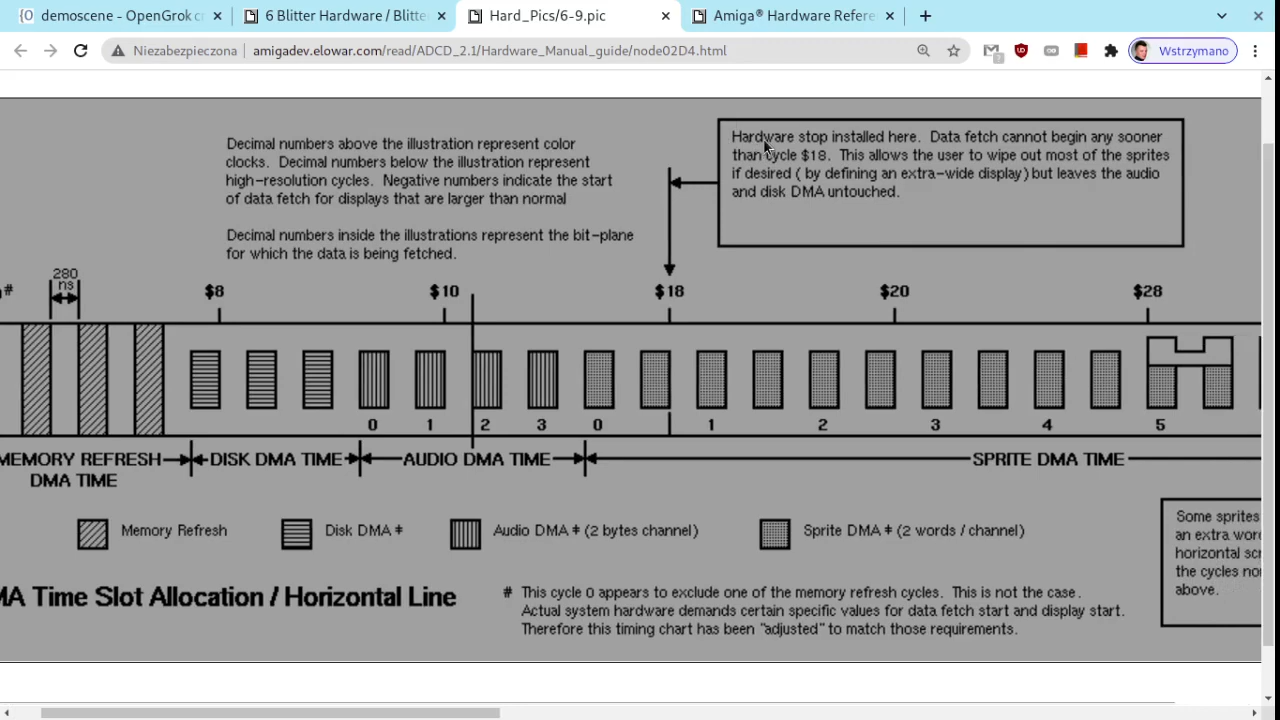 demoscene - OpenGrok c
6 Blitter Hardware / Blitte
Hard_Pics/6-9.pic
Amiga® Hardware Refere
Niezabezpieczona
amigadev.elowar.com/read/ADCD_2.1/Hardware_Manual_guide/node02D4.html
Wstrzymano
Decimal numbers above the illustration represent color
clocks. Decimal numbers below the illustration represent
high-resolution cycles. Negative numbers indicate the start
of data fetch for displays that are larger than normal
Decimal numbers inside the illustrations represent the bit-plane
for which the data is being fetched.
Hardware stop installed here. Data fetch cannot begin any sooner
than cycle $18. This allows the user to wipe out most of the sprites
if desired ( by defining an extra-wide display) but leaves the audio
and disk DMA untouched.
280
ns
#
$8
$10
$18
$20
$28
0 1 2 3 0 1 2 3 4 5
MEMORY REFRESH
DMA TIME
DISK DMA TIME
AUDIO DMA TIME
SPRITE DMA TIME
Memory Refresh
Disk DMA *
Audio DMA * (2 bytes channel)
Sprite DMA * (2 words / channel)
Some sprites
an extra word
horizontal scr
the cycles no
above.
MA Time Slot Allocation / Horizontal Line
# This cycle 0 appears to exclude one of the memory refresh cycles. This is not the case.
Actual system hardware demands certain specific values for data fetch start and display start.
Therefore this timing chart has been "adjusted" to match those requirements.